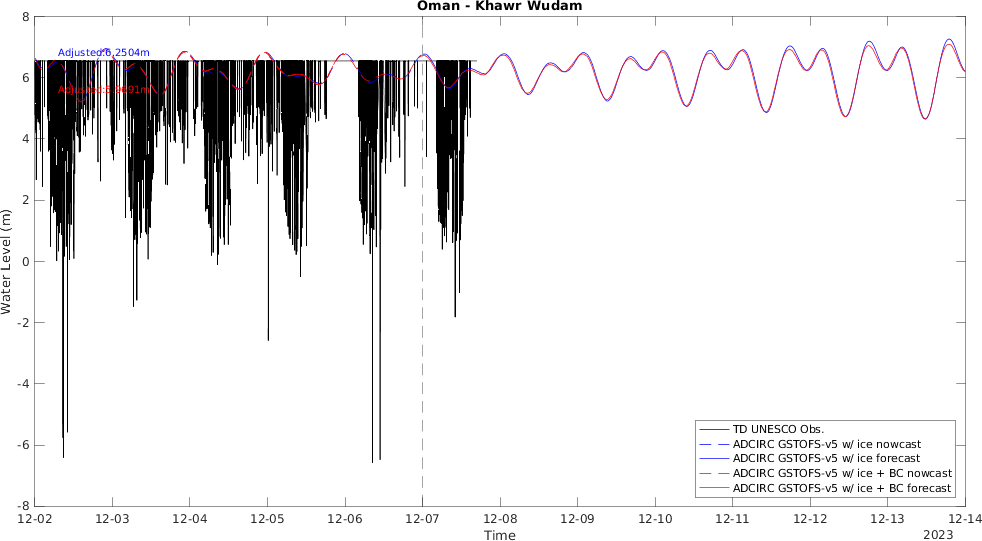 Oman - Khawr Wudam
Adjusted:6.2504m
Water Level (m)
8
6
4
2
0
-2
-4
-6
-8
TD UNESCO Obs.
ADCIRC GSTOFS-v5 w/ ice nowcast
ADCIRC GSTOFS-v5 w/ ice forecast
ADCIRC GSTOFS-v5 w/ ice + BC nowcast
ADCIRC GSTOFS-v5 w/ ice + BC forecast
12-02 12-03 12-04 12-05 12-06 12-07 12-08 12-09 12-10 12-11 12-12 12-13 12-14
Time
2023